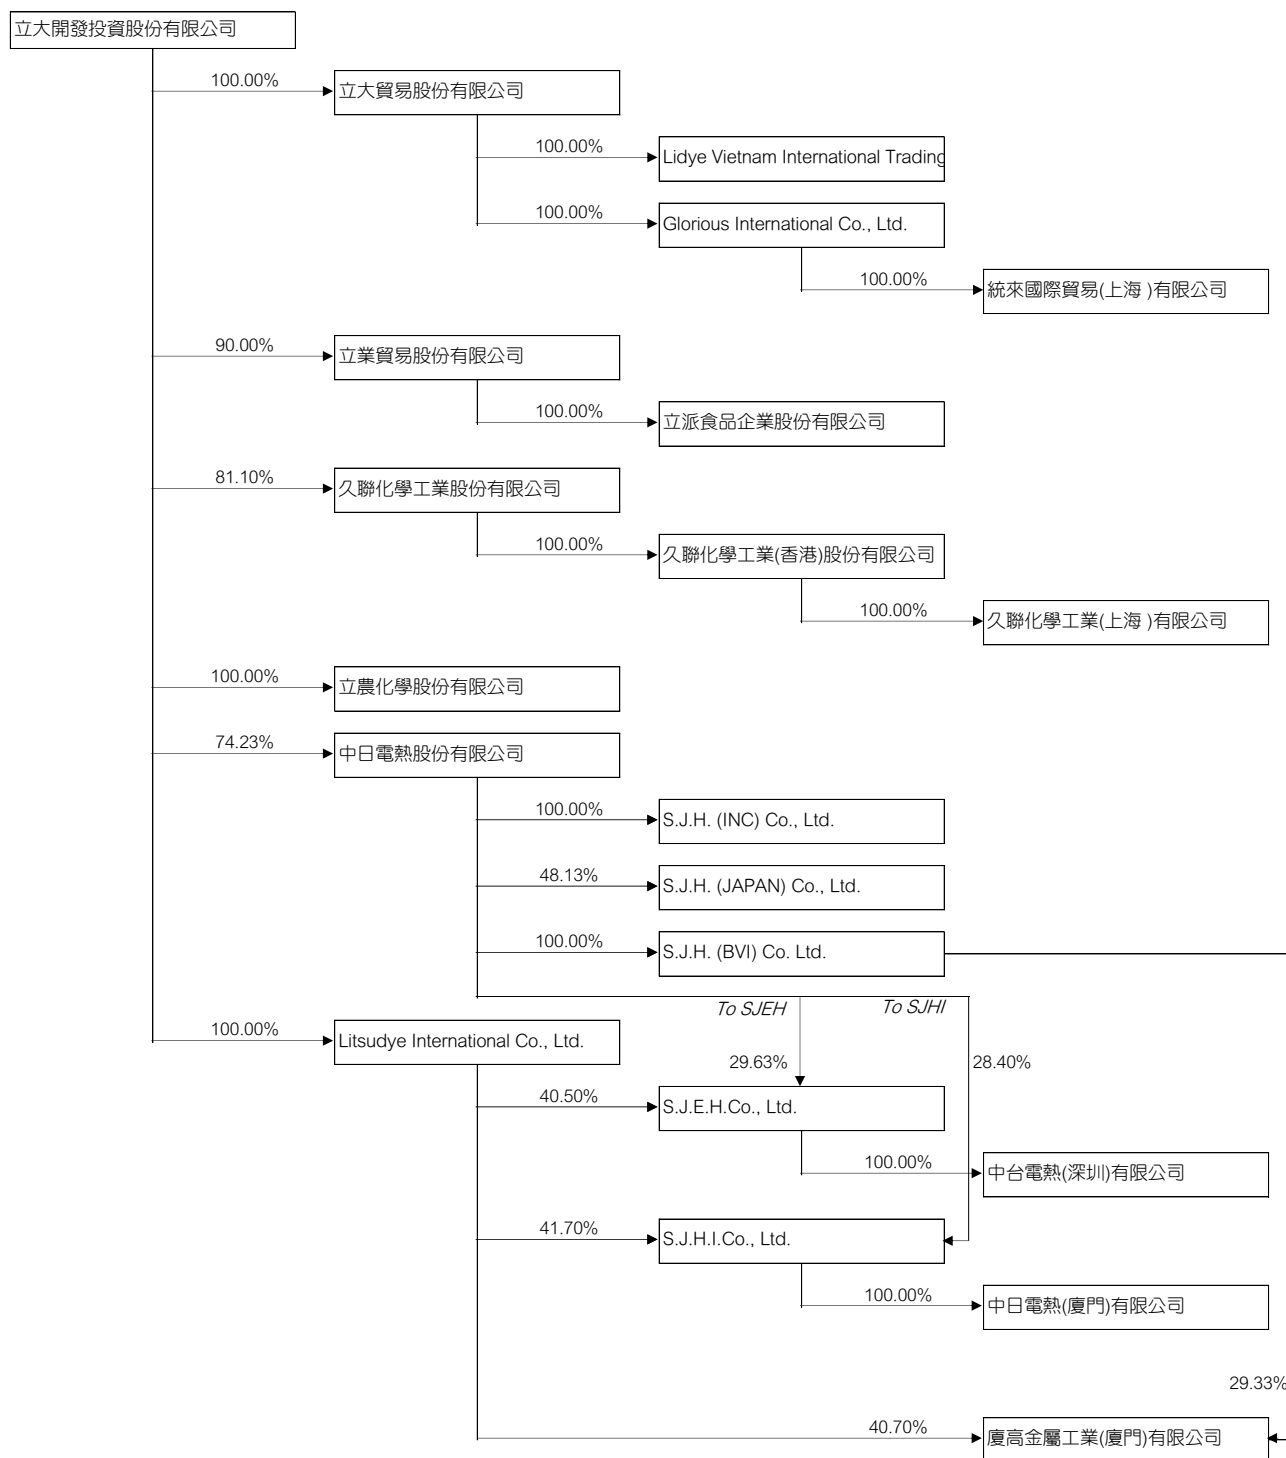 立大開發投資股份有限公司
100.00%
立大貿易股份有限公司
100.00%
Lidye Vietnam International Trading
100.00%
Glorious International Co., Ltd.
100.00%
統來國際貿易(上海 )有限公司
90.00%
立業貿易股份有限公司
100.00%
立派食品企業股份有限公司
81.10%
久聯化學工業股份有限公司
100.00%
久聯化學工業(香港)股份有限公司
100.00%
久聯化學工業(上海 )有限公司
100.00%
立農化學股份有限公司
74.23%
中日電熱股份有限公司
100.00%
S.J.H. (INC) Co., Ltd.
48.13%
S.J.H. (JAPAN) Co., Ltd.
100.00%
S.J.H. (BVI) Co. Ltd.
To SJEH
To SJHI
100.00%
Litsudye International Co., Ltd.
29.63%
28.40%
40.50%
S.J.E.H.Co., Ltd.
100.00%
中台電熱(深圳)有限公司
41.70%
S.J.H.I.Co., Ltd.
100.00%
中日電熱(廈門)有限公司
29.33%
40.70%
廈高金屬工業(廈門)有限公司